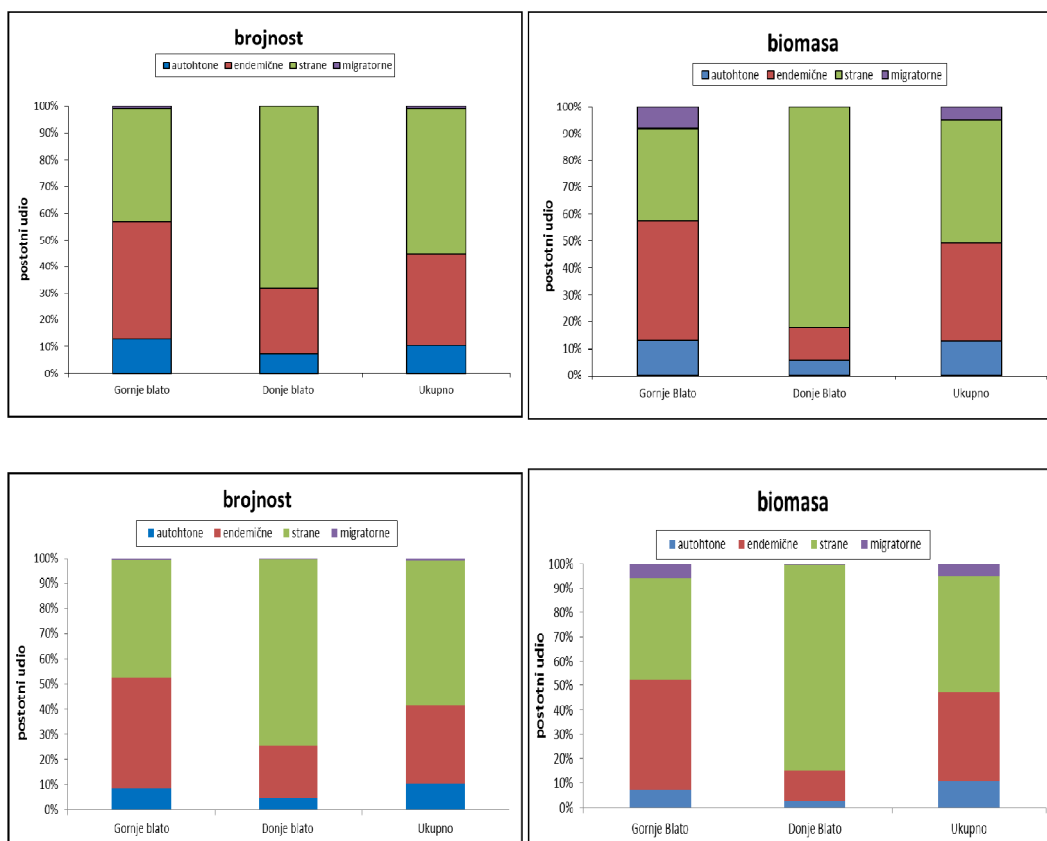 brojnost
autohtone endemične strane migratorne
postotni udio
100%
90%
80%
70%
60%
50%
40%
30%
20%
10%
0%
Gornje blato Donje blato Ukupno
biomasa
autohtone endemične strane migratorne
postotni udio
100%
90%
80%
70%
60%
50%
40%
30%
20%
10%
0%
Gornje Blato Donje Blato Ukupno
brojnost
autohtone endemične strane migratorne
postotni udio
100%
90%
80%
70%
60%
50%
40%
30%
20%
10%
0%
Gornje blato Donje blato Ukupno
biomasa
autohtone endemične strane migratorne
postotni udio
100%
90%
80%
70%
60%
50%
40%
30%
20%
10%
0%
Gornje Blato Donje Blato Ukupno